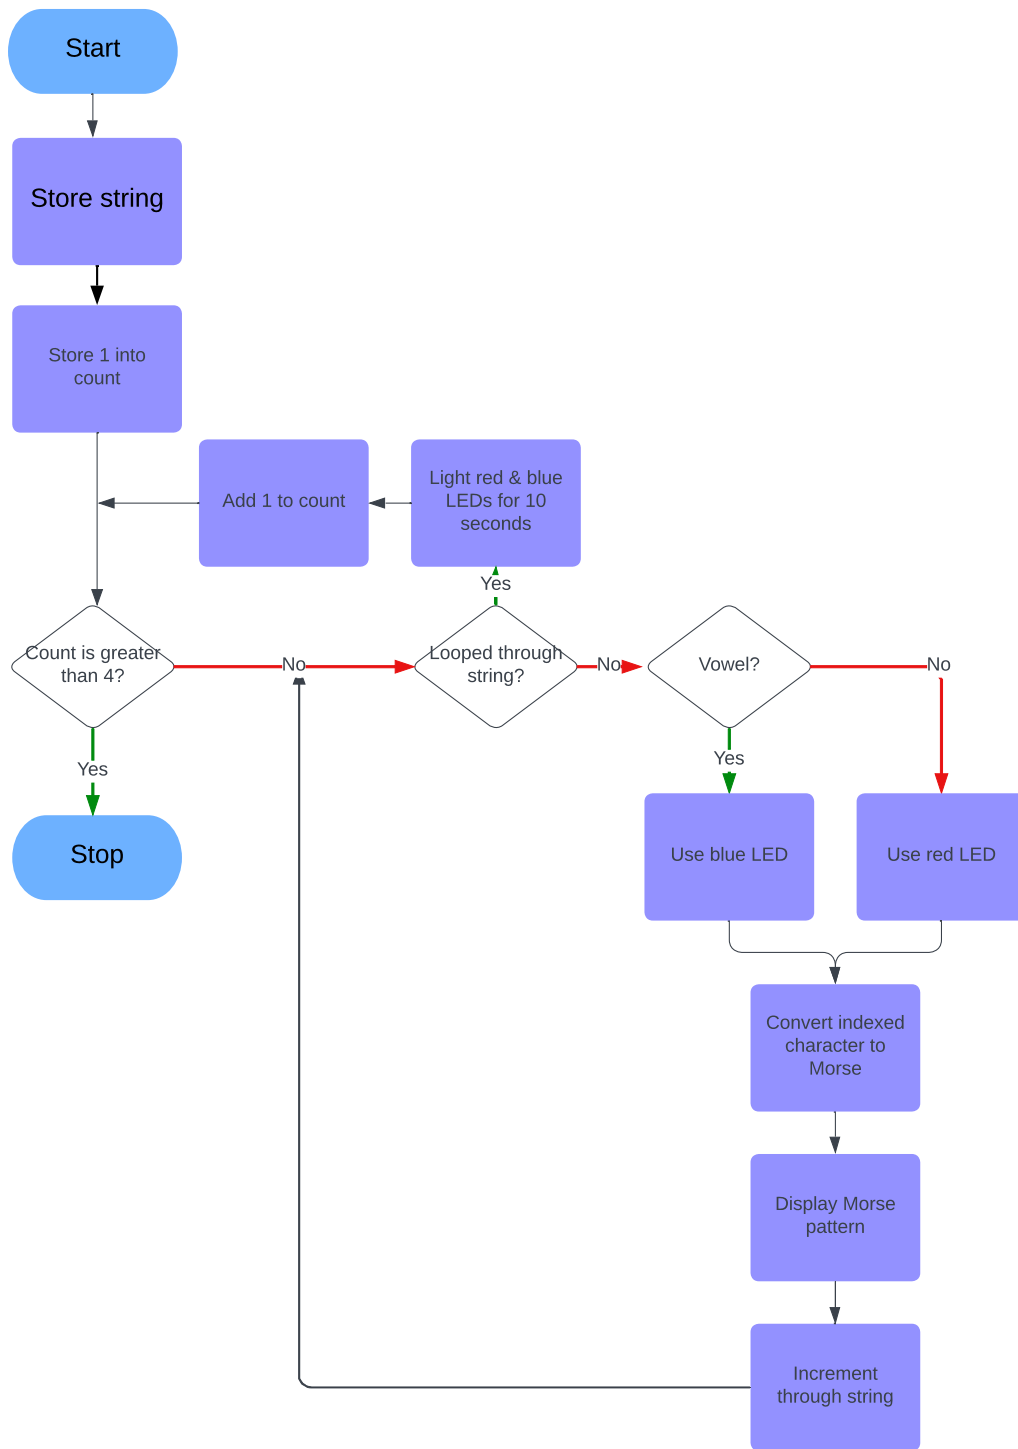 Start
Store string
Store 1 into
count
Add 1 to count
Light red & blue
LEDs for 10
seconds
Yes
Count is greater
than 4?
No
Looped through
string?
No
Vowel?
No
Yes
Yes
Stop
Use blue LED
Use red LED
Convert indexed
character to
Morse
Display Morse
pattern
Increment
through string